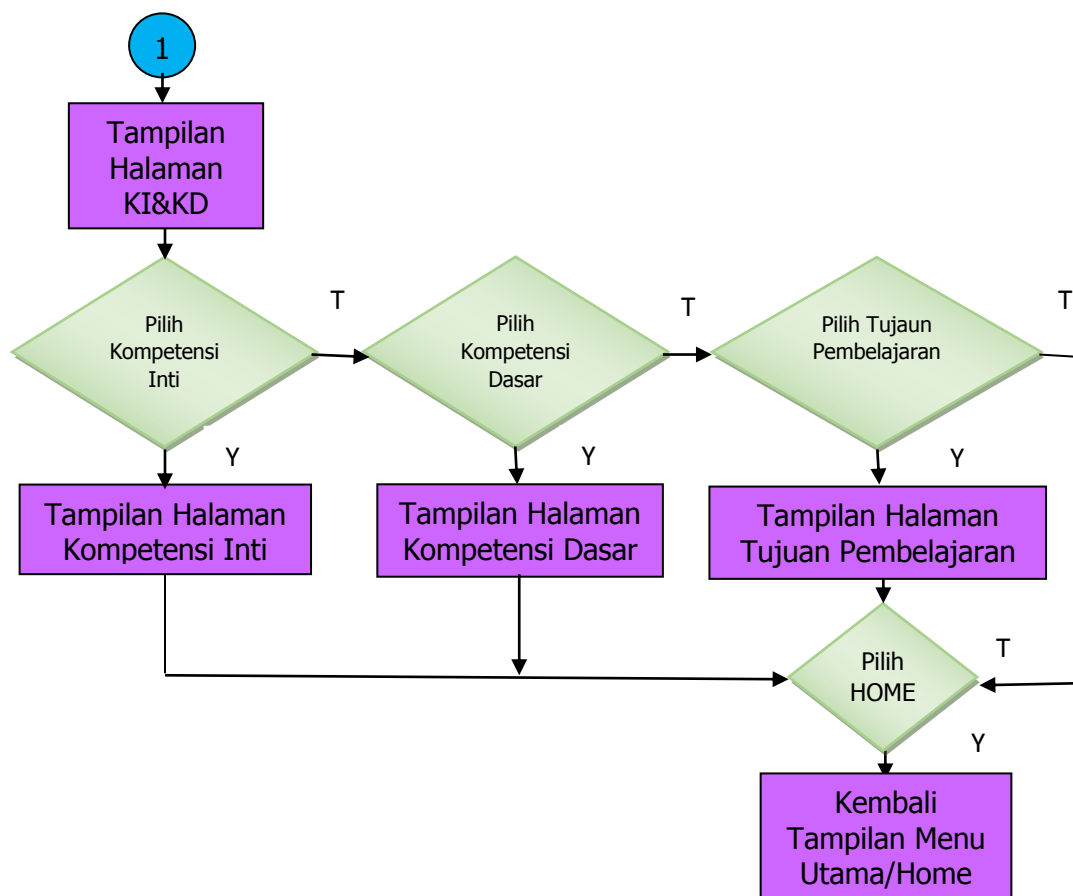 1
Tampilan
Halaman
KI&KD
Pilih
Kompetensi
Inti
T
Pilih
Kompetensi
Dasar
T
Pilih Tujaun
Pembelajaran
T
Y
Y
Y
Tampilan Halaman
Kompetensi Inti
Tampilan Halaman
Kompetensi Dasar
Tampilan Halaman
Tujuan Pembelajaran
Pilih
HOME
T
Y
Kembali
Tampilan Menu
Utama/Home